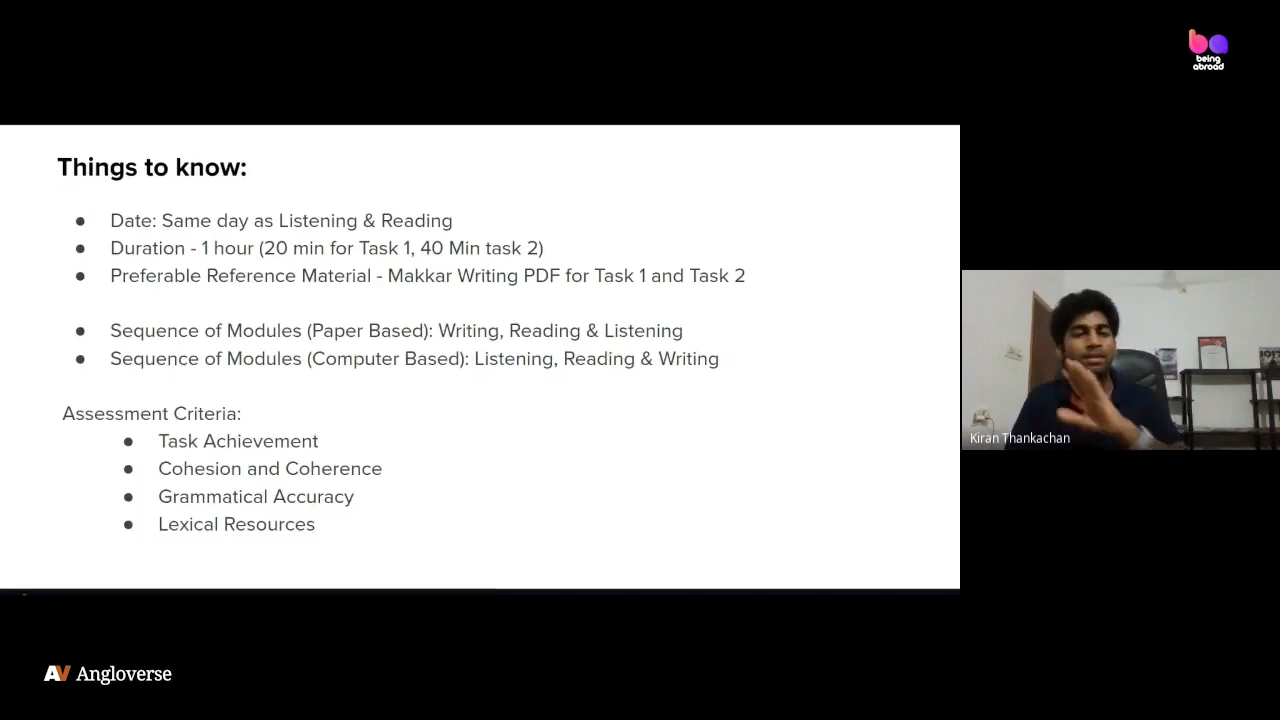 ba
being
abroad
Things to know:
● Date: Same day as Listening & Reading
● Duration - 1 hour (20 min for Task 1, 40 Min task 2)
● Preferable Reference Material - Makkar Writing PDF for Task 1 and Task 2
● Sequence of Modules (Paper Based): Writing, Reading & Listening
● Sequence of Modules (Computer Based): Listening, Reading & Writing
Assessment Criteria:
● Task Achievement
● Cohesion and Coherence
● Grammatical Accuracy
● Lexical Resources
Kiran Thankachan
AV Angloverse